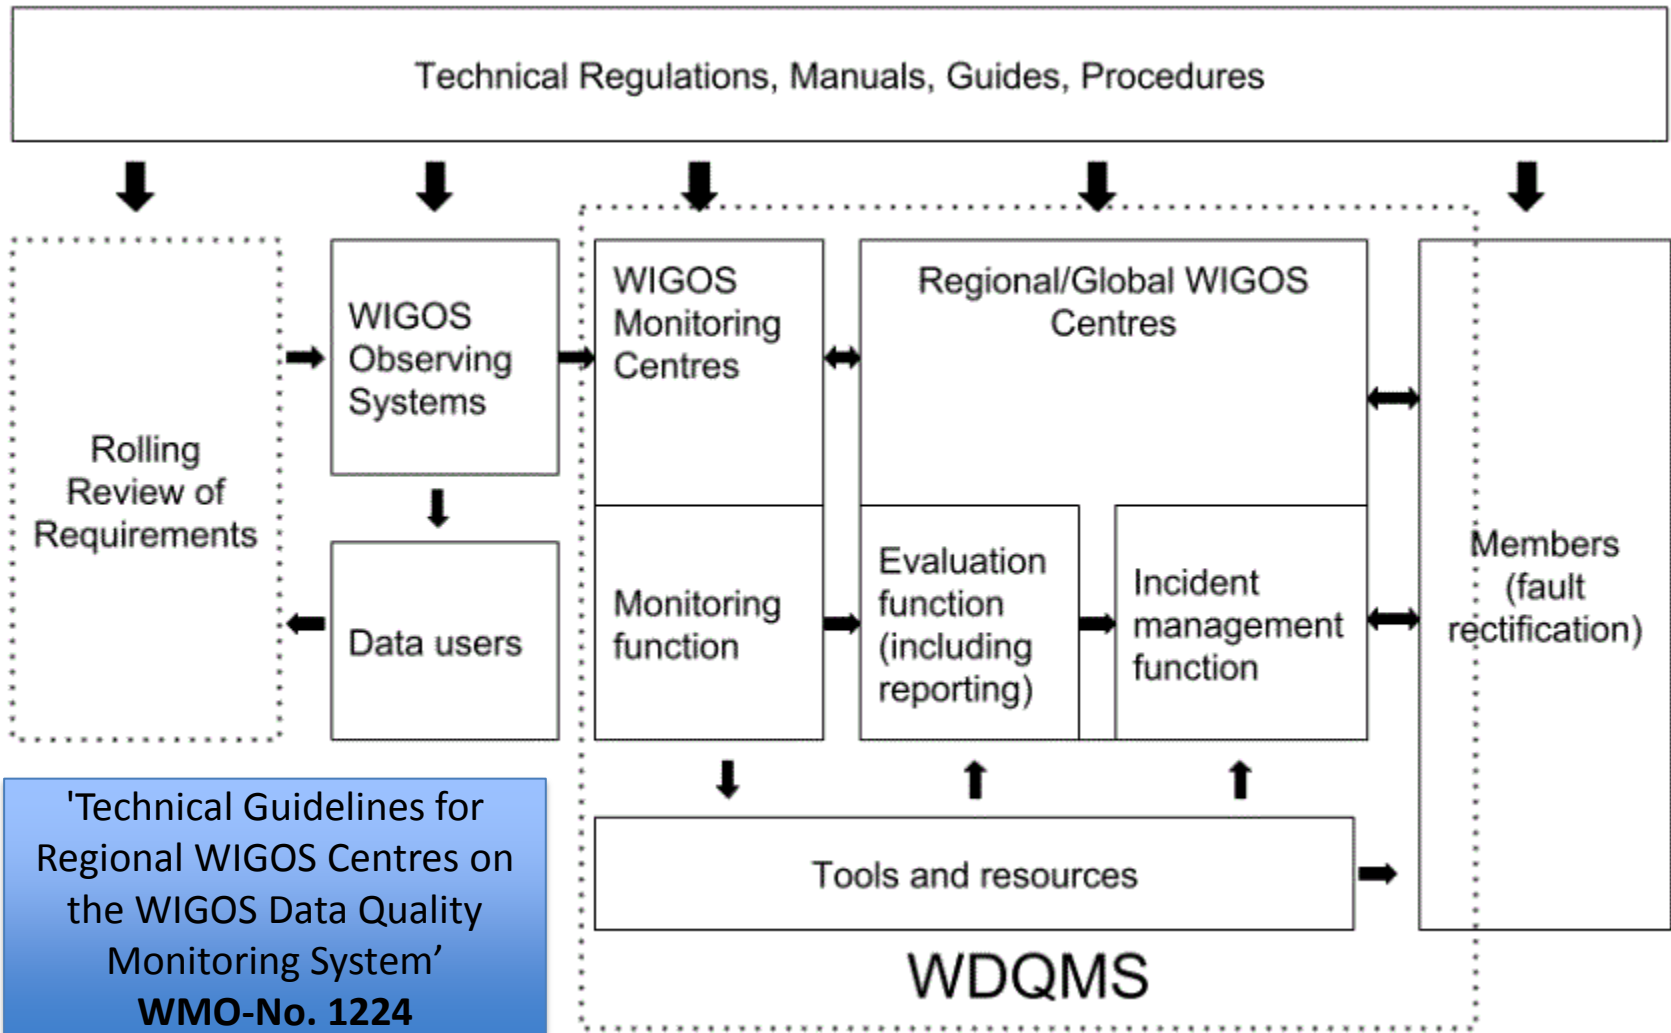 Technical Regulations, Manuals, Guides, Procedures
Rolling
Review of
Requirements
WIGOS
Observing
Systems
Data users
WIGOS
Monitoring
Centres
Monitoring
function
Regional/Global WIGOS
Centres
Evaluation
function
(including
reporting)
Incident
management
function
Members
(fault
rectification)
Tools and resources
WDQMS
'Technical Guidelines for
Regional WIGOS Centres on
the WIGOS Data Quality
Monitoring System’
WMO-No. 1224